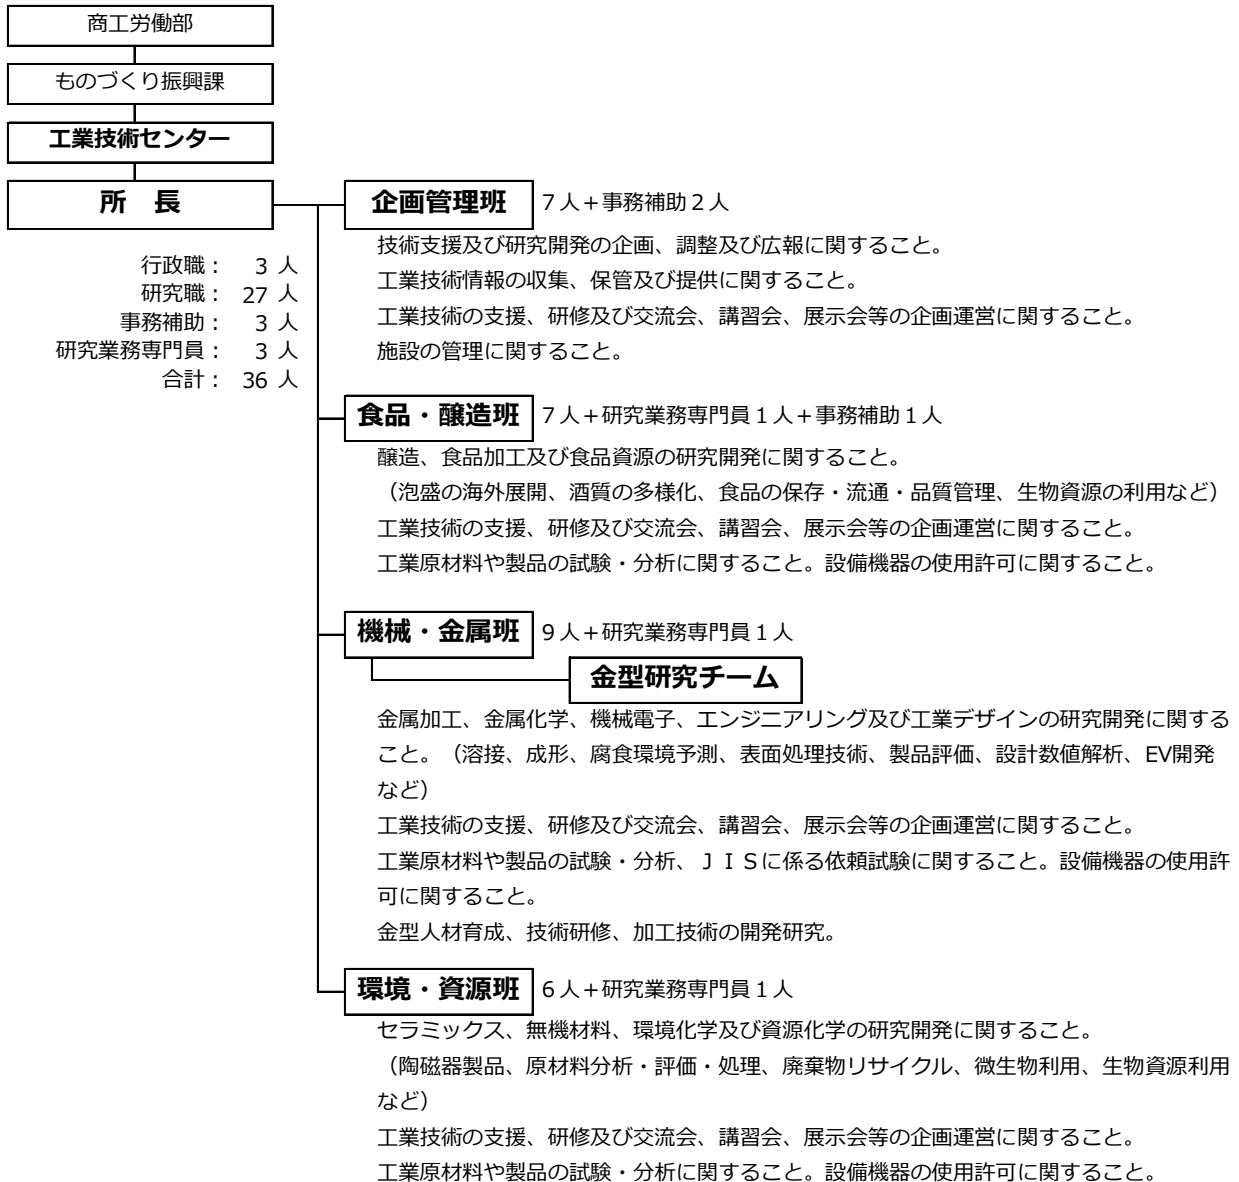 商工労働部
ものづくり振興課
工業技術センター
所　長
行政職： 3 人
研究職： 27 人
事務補助： 3 人
研究業務専門員： 3 人
合計： 36 人
企画管理班 ７人＋事務補助２人
技術支援及び研究開発の企画、調整及び広報に関すること。
工業技術情報の収集、保管及び提供に関すること。
工業技術の支援、研修及び交流会、講習会、展示会等の企画運営に関すること。
施設の管理に関すること。
食品・醸造班 ７人＋研究業務専門員１人＋事務補助１人
醸造、食品加工及び食品資源の研究開発に関すること。
（泡盛の海外展開、酒質の多様化、食品の保存・流通・品質管理、生物資源の利用など）
工業技術の支援、研修及び交流会、講習会、展示会等の企画運営に関すること。
工業原材料や製品の試験・分析に関すること。設備機器の使用許可に関すること。
機械・金属班 ９人＋研究業務専門員１人
金型研究チーム
金属加工、金属化学、機械電子、エンジニアリング及び工業デザインの研究開発に関する
こと。（溶接、成形、腐食環境予測、表面処理技術、製品評価、設計数値解析、EV開発
など）
工業技術の支援、研修及び交流会、講習会、展示会等の企画運営に関すること。
工業原材料や製品の試験・分析、ＪＩＳに係る依頼試験に関すること。設備機器の使用許
可に関すること。
金型人材育成、技術研修、加工技術の開発研究。
環境・資源班 ６人＋研究業務専門員１人
セラミックス、無機材料、環境化学及び資源化学の研究開発に関すること。
（陶磁器製品、原材料分析・評価・処理、廃棄物リサイクル、微生物利用、生物資源利用
など）
工業技術の支援、研修及び交流会、講習会、展示会等の企画運営に関すること。
工業原材料や製品の試験・分析に関すること。設備機器の使用許可に関すること。